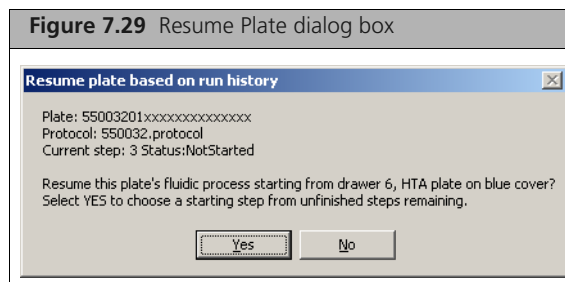 Figure 7.29 Resume Plate dialog box
Resume plate based on run history
Plate: 55003201xxxxxxxxxxxxxx
Protocol: 550032.protocol
Current step: 3 Status:NotStarted
Resume this plate's fluidic process starting from drawer 6, HTA plate on blue cover?
Select YES to choose a starting step from unfinished steps remaining.
Yes
No